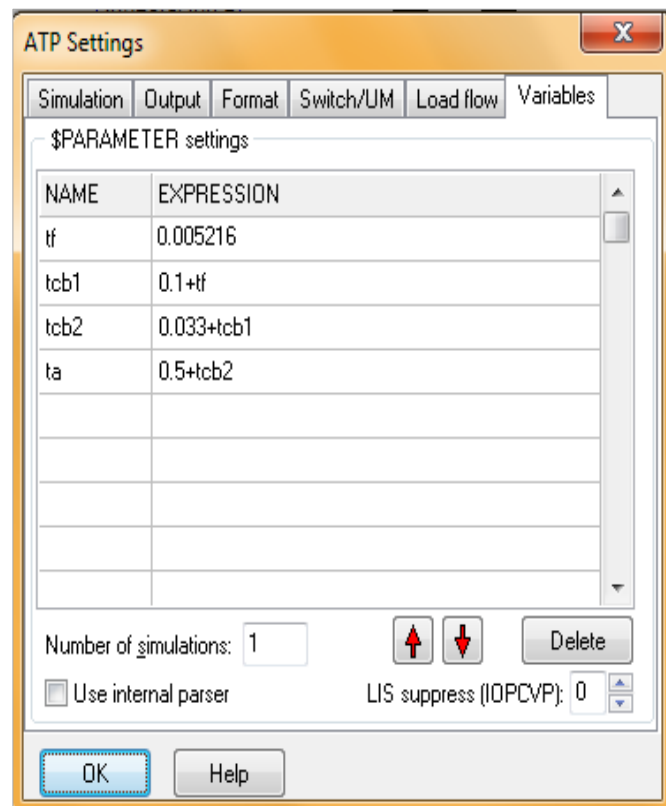 ATP Settings
Simulation Output Format Switch/UM Load flow Variables
$PARAMETER settings
NAME EXPRESSION
tf 0.005216
tcb1 0.1+tf
tcb2 0.033+tcb1
ta 0.5+tcb2
Number of simulations: 1 Delete
Use internal parser LIS suppress (IOPCVP): 0
OK Help